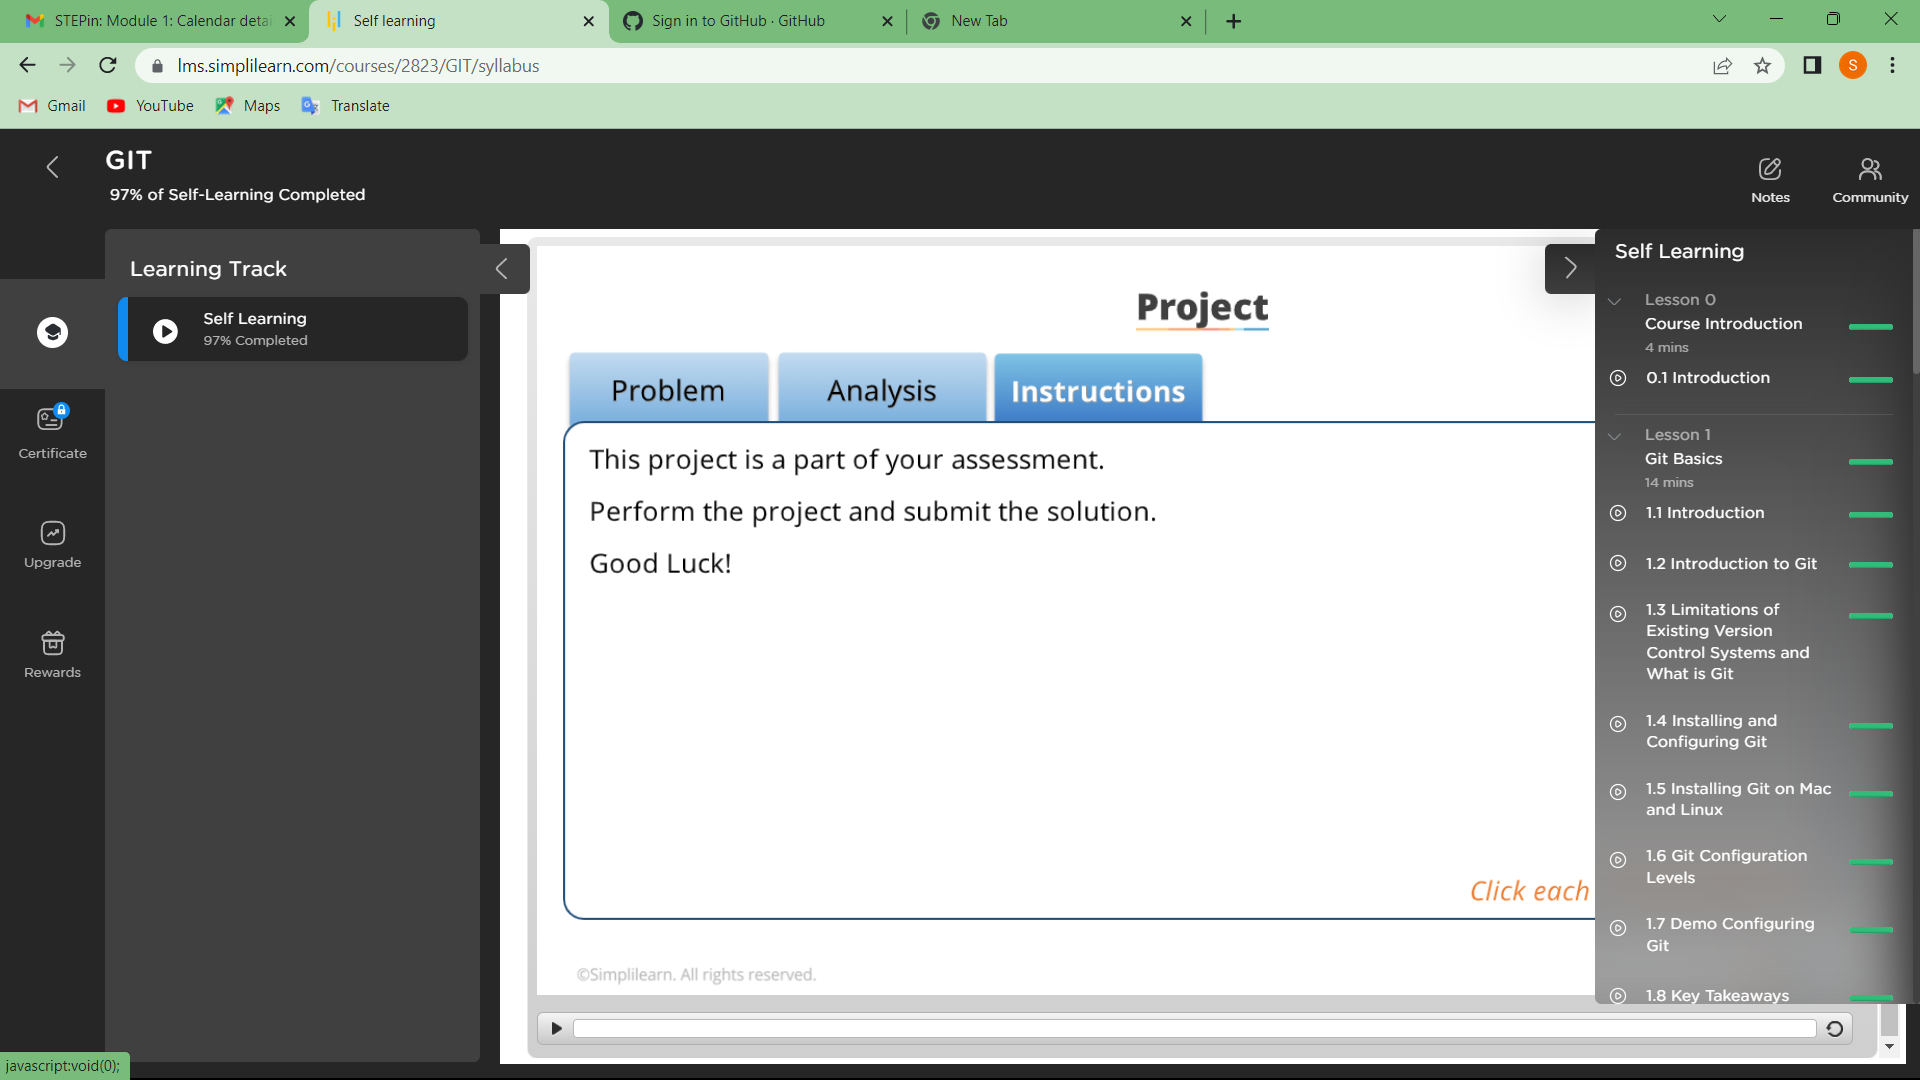 STEPin: Module 1: Calendar detai
Self learning
Sign in to GitHub · GitHub
New Tab
lms.simplilearn.com/courses/2823/GIT/syllabus
S
Gmail
YouTube
Maps
Translate
GIT
97% of Self-Learning Completed
Notes
Community
Learning Track
Self Learning
97% Completed
Certificate
Upgrade
Rewards
Project
Problem
Analysis
Instructions
This project is a part of your assessment.
Perform the project and submit the solution.
Good Luck!
Click each
©Simplilearn. All rights reserved.
Self Learning
Lesson 0
Course Introduction
4 mins
0.1 Introduction
Lesson 1
Git Basics
14 mins
1.1 Introduction
1.2 Introduction to Git
1.3 Limitations of
Existing Version
Control Systems and
What is Git
1.4 Installing and
Configuring Git
1.5 Installing Git on Mac
and Linux
1.6 Git Configuration
Levels
1.7 Demo Configuring
Git
1.8 Key Takeaways
javascript:void(0);